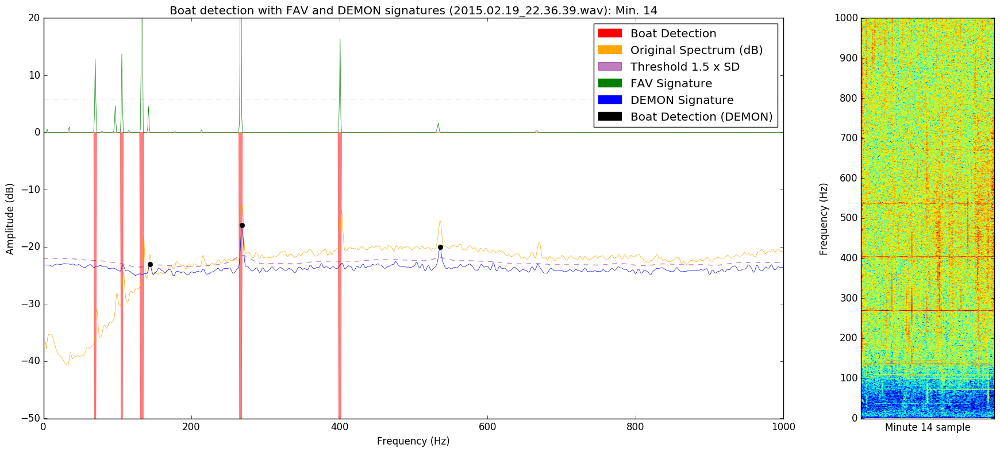 Boat detection with FAV and DEMON signatures (2015.02.19_22.36.39.wav): Min. 14
Boat Detection
Original Spectrum (dB)
Threshold 1.5 x SD
FAV Signature
DEMON Signature
Boat Detection (DEMON)
20
10
0
−10
−20
−30
−40
−50
Amplitude (dB)
0
200
400
600
800
1000
Frequency (Hz)
1000
900
800
700
600
500
400
300
200
100
0
Frequency (Hz)
Minute 14 sample